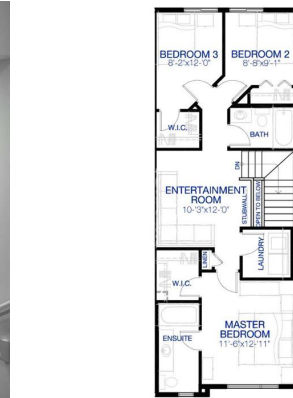 BEDROOM 3
8'-2"x12'-0"
BEDROOM 2
8'-8"x9'-1"
W.I.C.
BATH
DN
ENTERTAINMENT
ROOM
10'-3"x12'-0"
STUBWALL
OPEN TO BELOW
LINEN
LAUNDRY
W.I.C.
ENSUITE
MASTER
BEDROOM
11'-6"x12'-11"